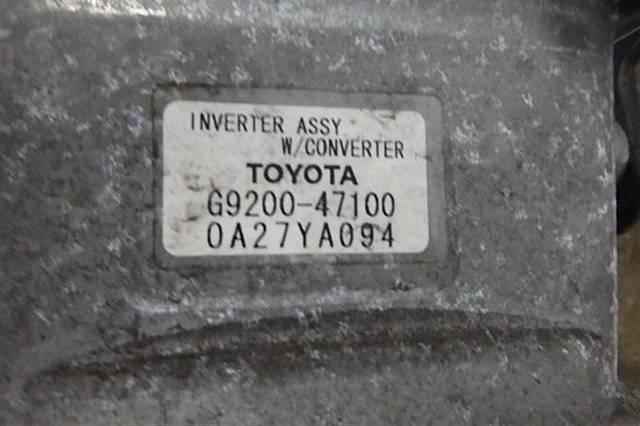 INVERTER ASSY
W/CONVERTER
TOYOTA
G9200-47100
0A27YA094